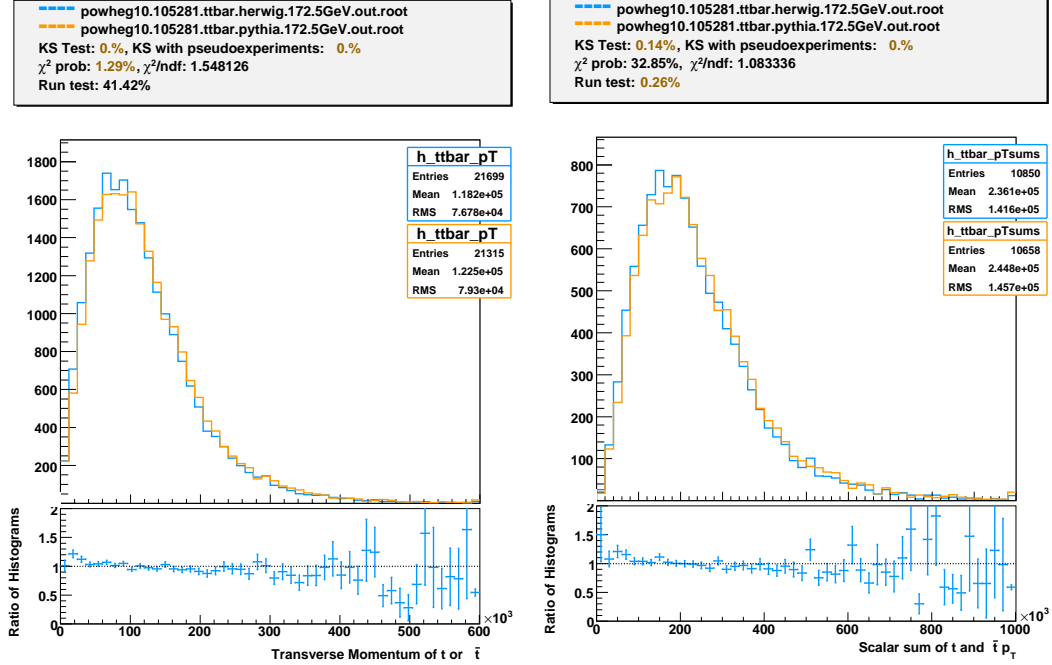 powheg10.105281.ttbar.herwig.172.5GeV.out.root
powheg10.105281.ttbar.pythia.172.5GeV.out.root
KS Test: 0.%, KS with pseudoexperiments: 0.%
χ² prob: 1.29%, χ²/ndf: 1.548126
Run test: 41.42%
h_ttbar_pT
Entries 21699
Mean 1.182e+05
RMS 7.678e+04
h_ttbar_pT
Entries 21315
Mean 1.225e+05
RMS 7.93e+04
1800
1600
1400
1200
1000
800
600
400
200
Ratio of Histograms
2
1.5
1
0.5
0
0 100 200 300 400 500 600
×10³
Transverse Momentum of t or t̄
powheg10.105281.ttbar.herwig.172.5GeV.out.root
powheg10.105281.ttbar.pythia.172.5GeV.out.root
KS Test: 0.14%, KS with pseudoexperiments: 0.%
χ² prob: 32.85%, χ²/ndf: 1.083336
Run test: 0.26%
h_ttbar_pTsums
Entries 10850
Mean 2.361e+05
RMS 1.416e+05
h_ttbar_pTsums
Entries 10658
Mean 2.448e+05
RMS 1.457e+05
800
700
600
500
400
300
200
100
Ratio of Histograms
2
1.5
1
0.5
0
0 200 400 600 800 1000
×10³
Scalar sum of t and t̄ p_T